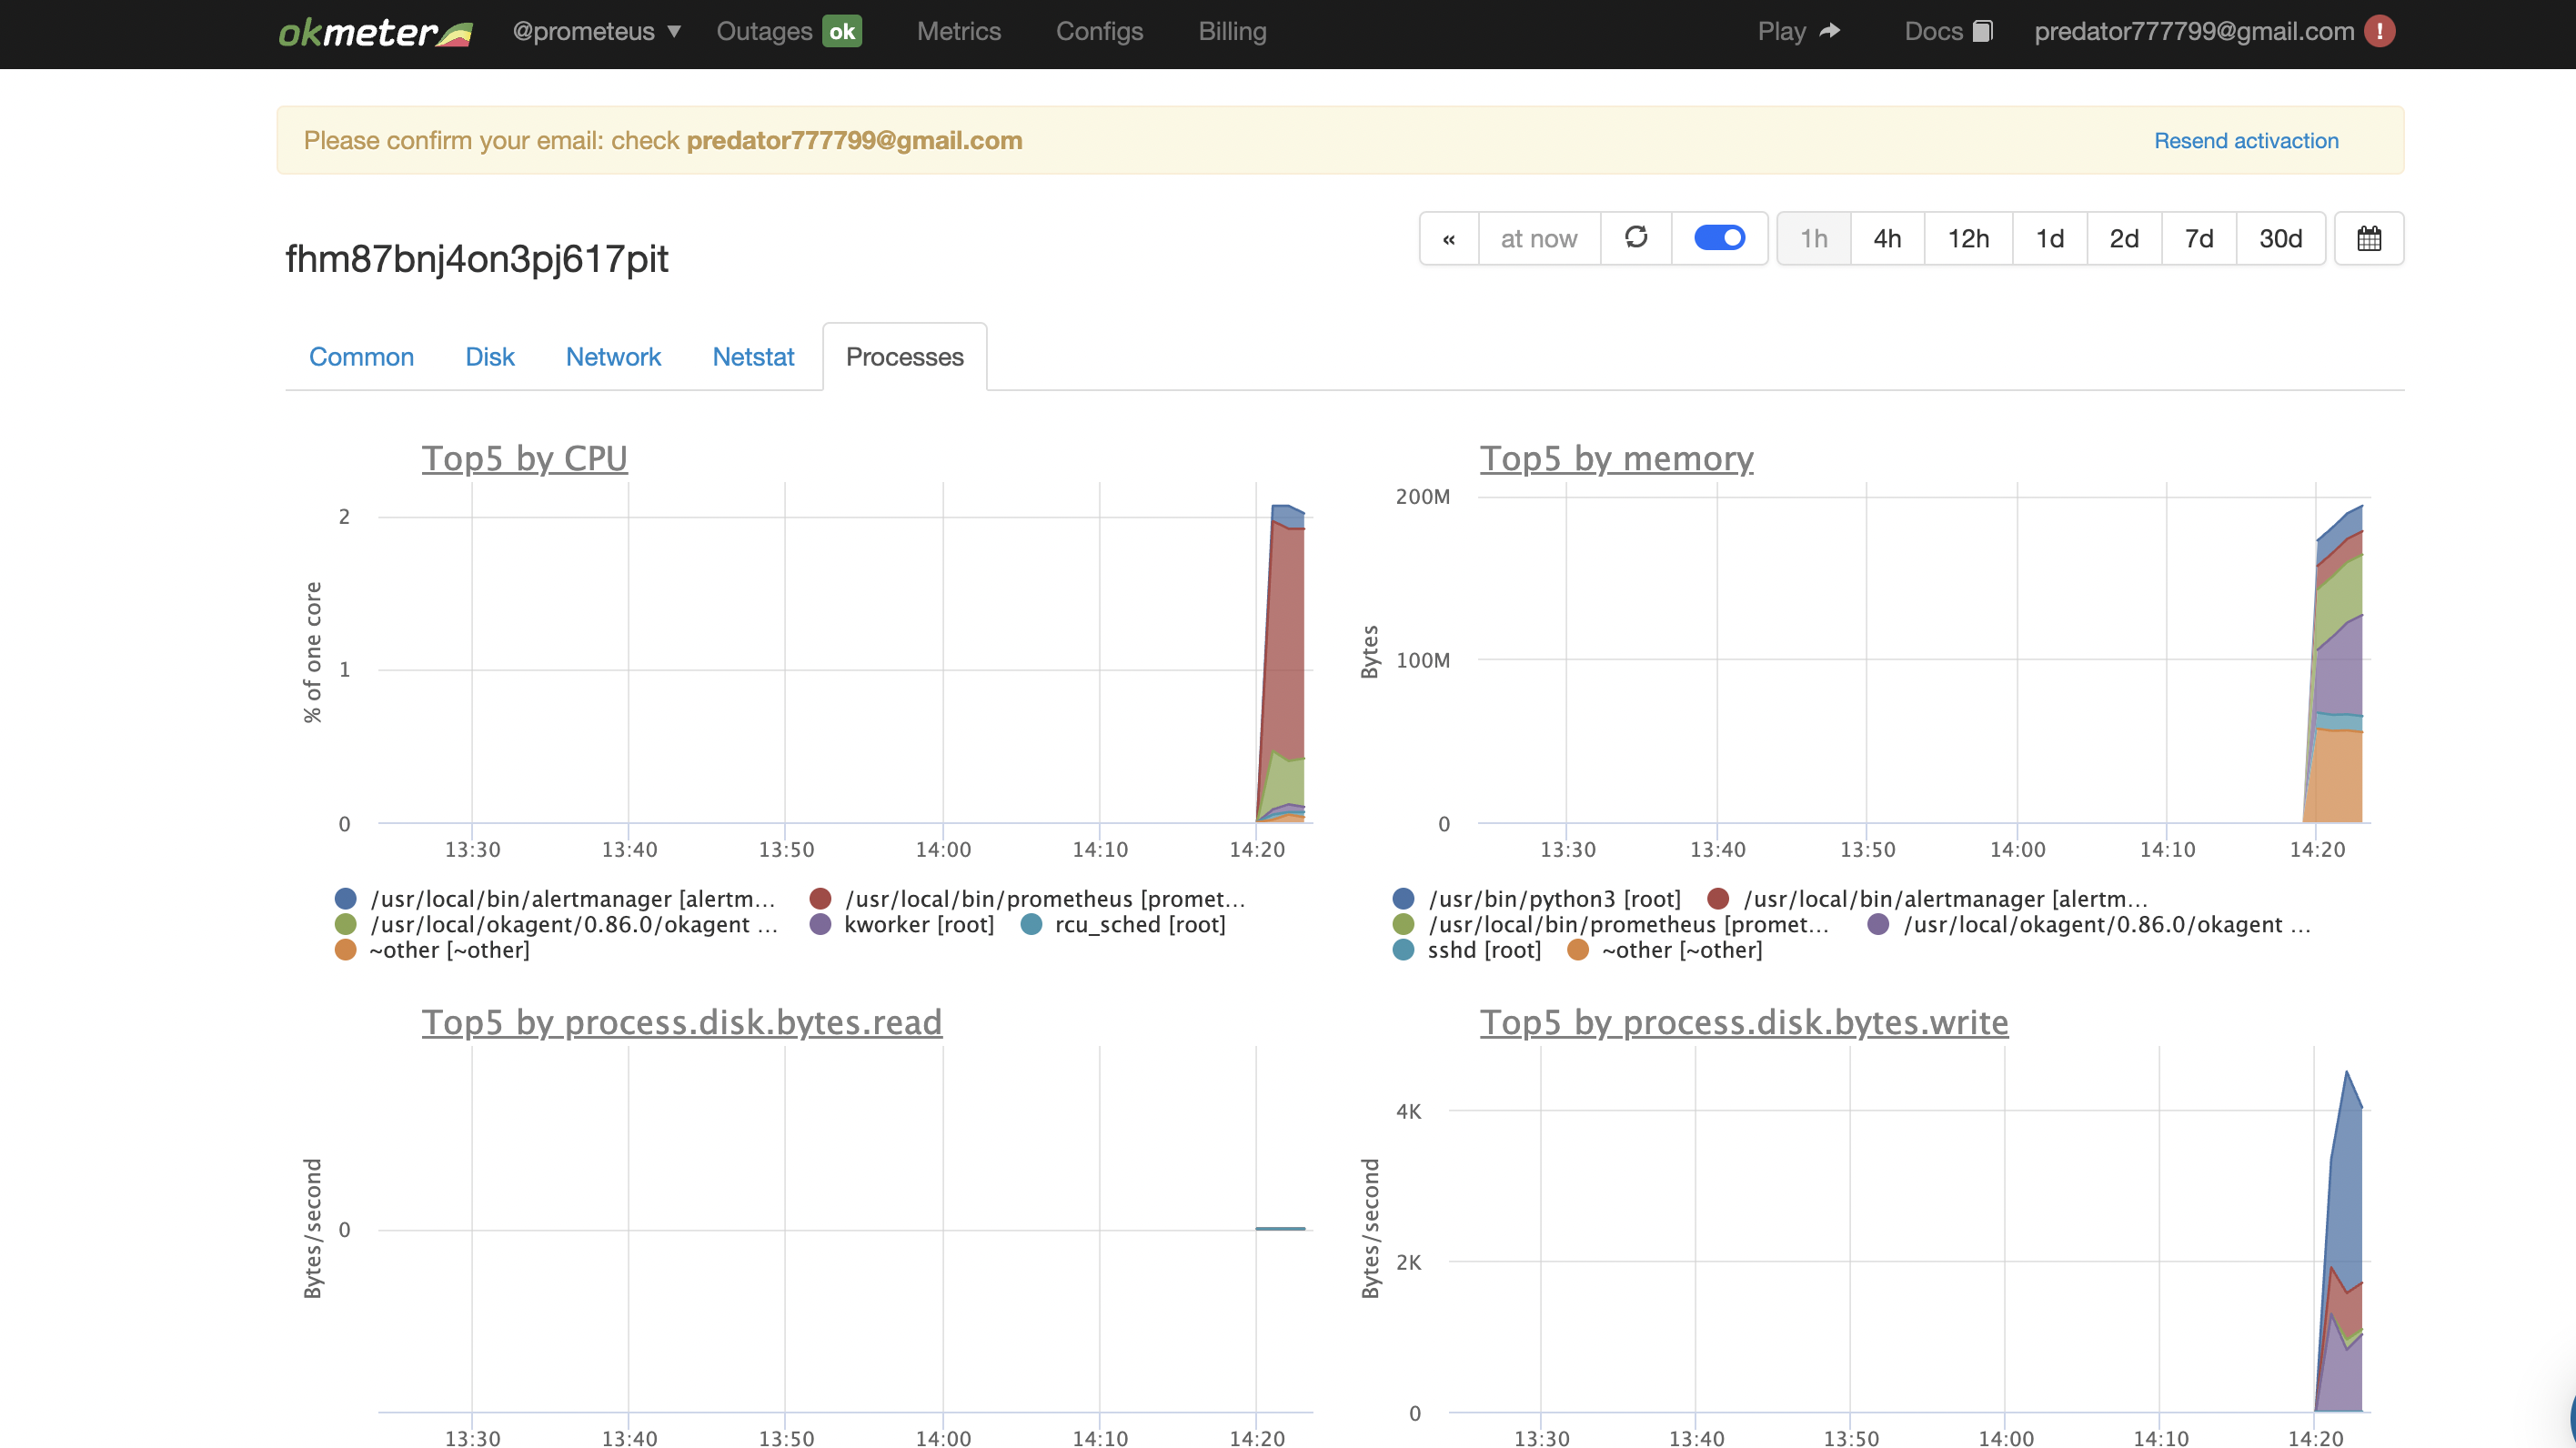 okmeter @prometeus ▼ Outages ok Metrics Configs Billing Play Docs predator777799@gmail.com !
Please confirm your email: check predator777799@gmail.com Resend activaction
« at now 1h 4h 12h 1d 2d 7d 30d
fhm87bnj4on3pj617pit
Common Disk Network Netstat Processes
Top5 by CPU
% of one core
2
1
0
13:30 13:40 13:50 14:00 14:10 14:20
/usr/local/bin/alertmanager [alertm... /usr/local/bin/prometheus [promet...
/usr/local/okagent/0.86.0/okagent ... kworker [root] rcu_sched [root]
~other [~other]
Top5 by memory
Bytes
200M
100M
0
13:30 13:40 13:50 14:00 14:10 14:20
/usr/bin/python3 [root] /usr/local/bin/alertmanager [alertm...
/usr/local/bin/prometheus [promet... /usr/local/okagent/0.86.0/okagent ...
sshd [root] ~other [~other]
Top5 by process.disk.bytes.read
Bytes/second
0
13:30 13:40 13:50 14:00 14:10 14:20
Top5 by process.disk.bytes.write
Bytes/second
4K
2K
0
13:30 13:40 13:50 14:00 14:10 14:20